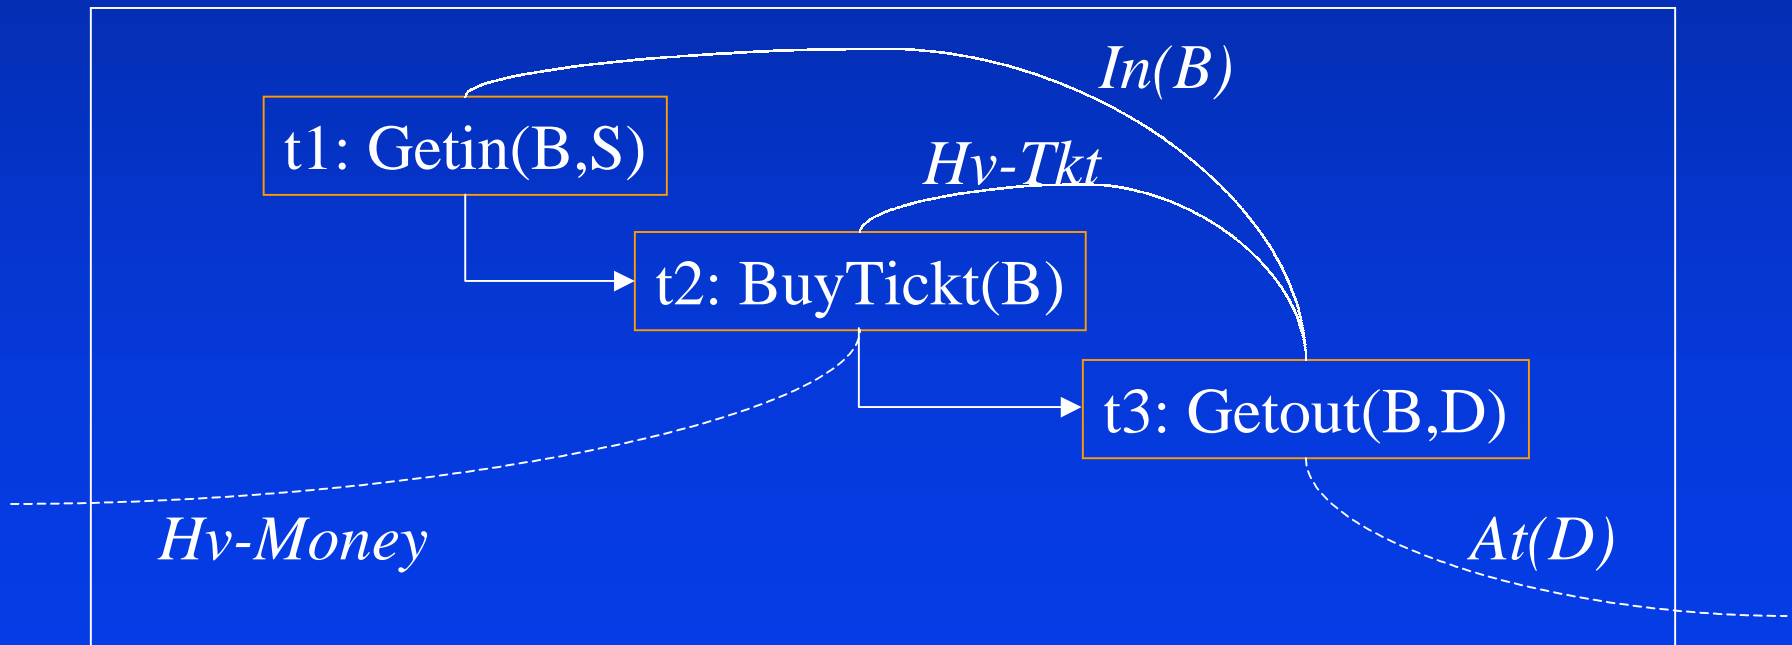 In(B)
t1: Getin(B,S)
Hv-Tkt
t2: BuyTickt(B)
t3: Getout(B,D)
Hv-Money
At(D)